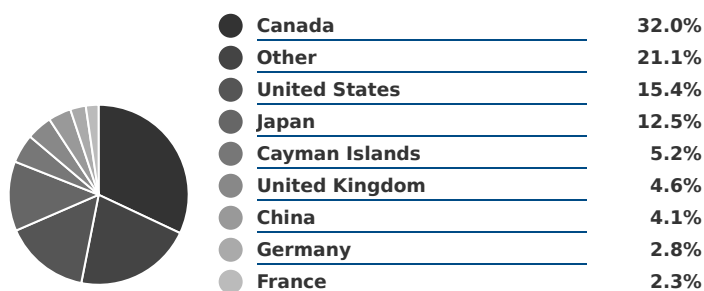 Canada 32.0%
Other 21.1%
United States 15.4%
Japan 12.5%
Cayman Islands 5.2%
United Kingdom 4.6%
China 4.1%
Germany 2.8%
France 2.3%